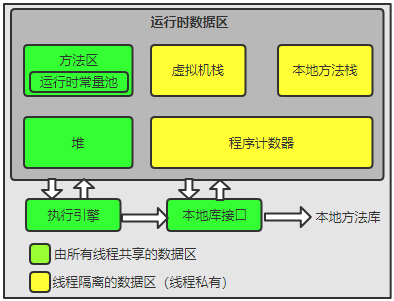 运行时数据区
方法区
运行时常量池
虚拟机栈
本地方法栈
堆
程序计数器
执行引擎
本地库接口
本地方法库
由所有线程共享的数据区
线程隔离的数据区（线程私有）